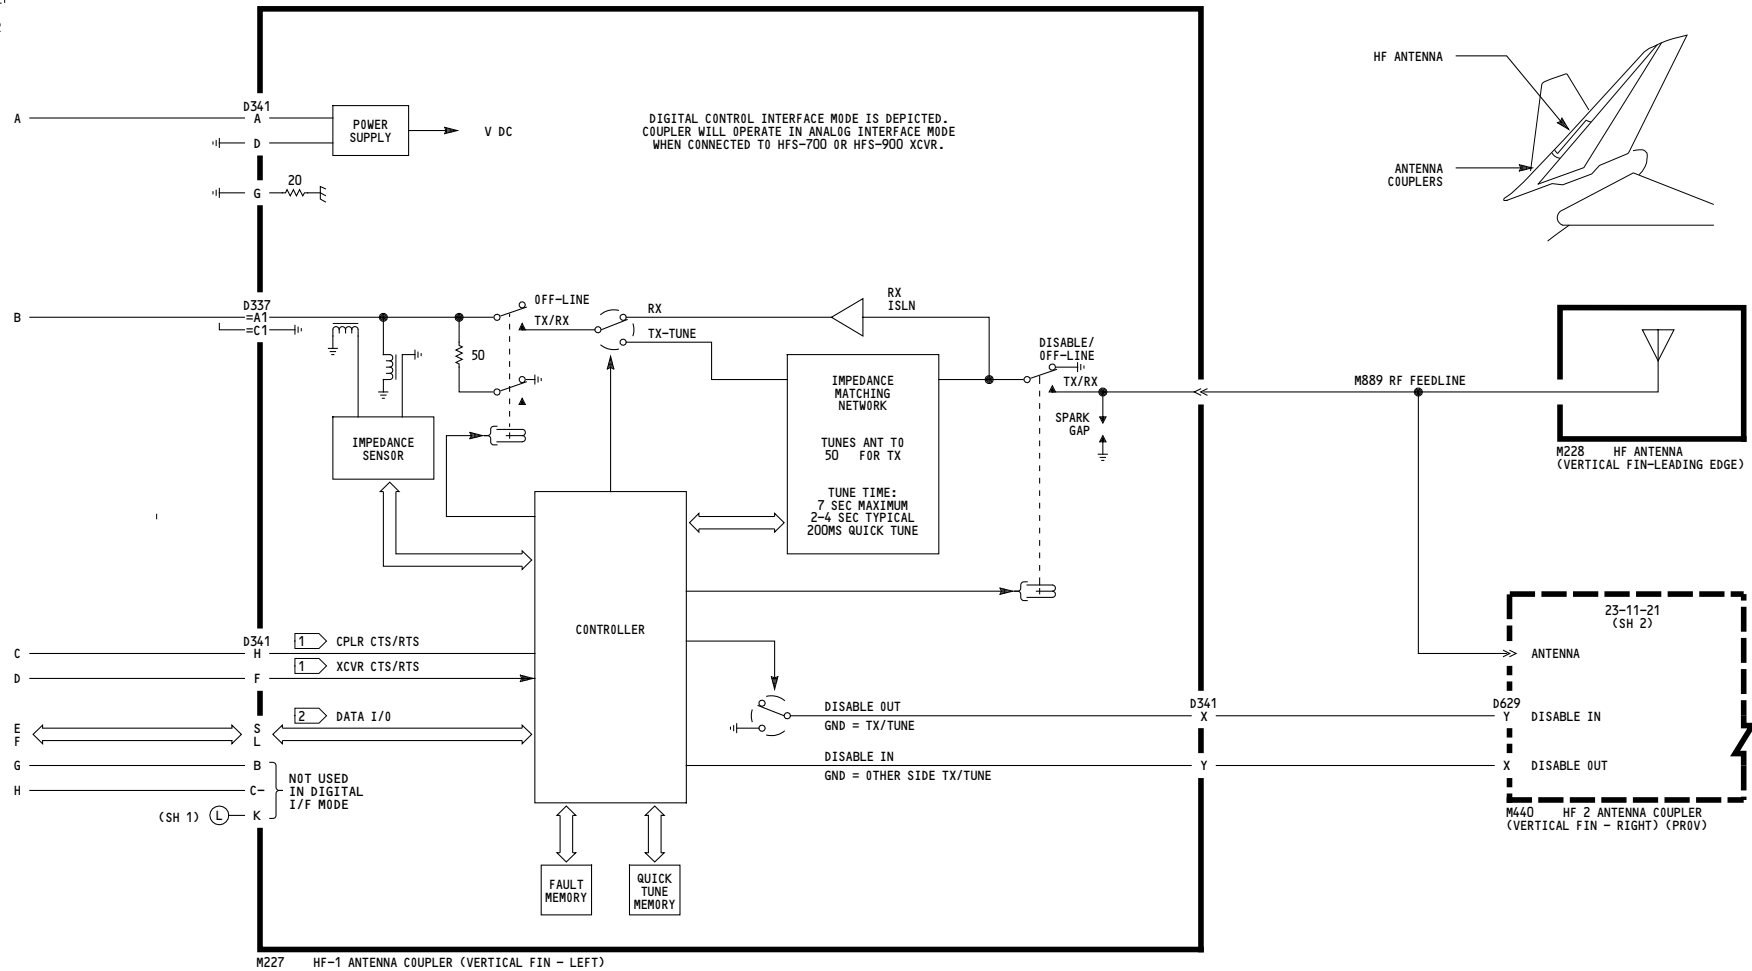 2
HF ANTENNA
ANTENNA
COUPLERS
DIGITAL CONTROL INTERFACE MODE IS DEPICTED.
COUPLER WILL OPERATE IN ANALOG INTERFACE MODE
WHEN CONNECTED TO HFS-700 OR HFS-900 XCVR.
A
D341
A
POWER
SUPPLY
V DC
D
G
20
B
D337
=A1
=C1
50
OFF-LINE
TX/RX
RX
TX-TUNE
RX
ISLN
IMPEDANCE
SENSOR
IMPEDANCE
MATCHING
NETWORK
TUNES ANT TO
50 FOR TX
TUNE TIME:
7 SEC MAXIMUM
2-4 SEC TYPICAL
200MS QUICK TUNE
DISABLE/
OFF-LINE
TX/RX
SPARK
GAP
M889 RF FEEDLINE
M228 HF ANTENNA
(VERTICAL FIN-LEADING EDGE)
CONTROLLER
C
D341
H
1
CPLR CTS/RTS
D
F
1
XCVR CTS/RTS
E
F
S
L
2
DATA I/O
G
B
H
C-
(SH 1)
L
K
NOT USED
IN DIGITAL
I/F MODE
FAULT
MEMORY
QUICK
TUNE
MEMORY
DISABLE OUT
GND = TX/TUNE
DISABLE IN
GND = OTHER SIDE TX/TUNE
D341
X
Y
23-11-21
(SH 2)
ANTENNA
D629
Y
DISABLE IN
X
DISABLE OUT
M440 HF 2 ANTENNA COUPLER
(VERTICAL FIN - RIGHT) (PROV)
M227 HF-1 ANTENNA COUPLER (VERTICAL FIN - LEFT)